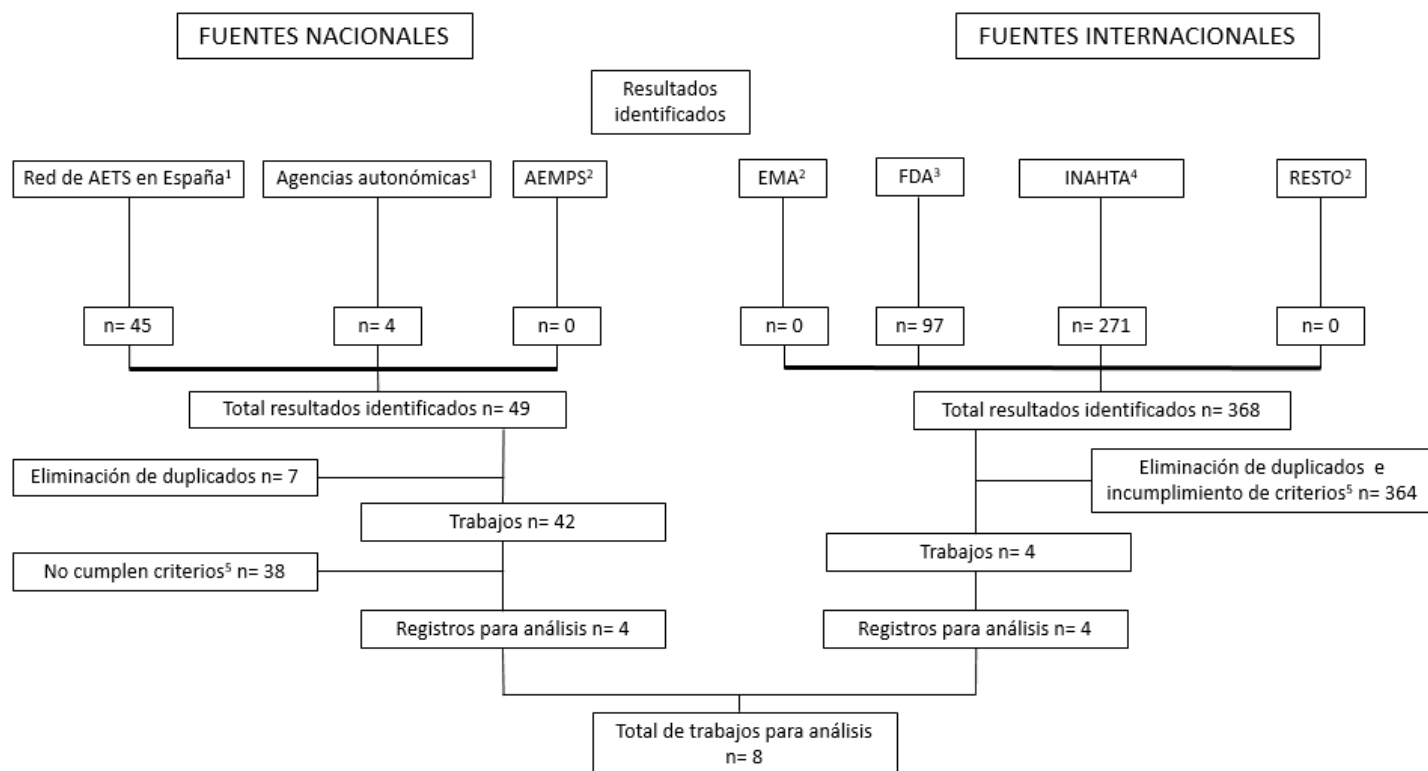 FUENTES NACIONALES
FUENTES INTERNACIONALES
Resultados
identificados
Red de AETS en España¹
Agencias autonómicas¹
AEMPS²
EMA²
FDA³
INAHTA⁴
RESTO²
n= 45
n= 4
n= 0
n= 0
n= 97
n= 271
n= 0
Total resultados identificados n= 49
Total resultados identificados n= 368
Eliminación de duplicados n= 7
Eliminación de duplicados e
incumplimiento de criterios⁵ n= 364
Trabajos n= 42
Trabajos n= 4
No cumplen criterios⁵ n= 38
Registros para análisis n= 4
Registros para análisis n= 4
Total de trabajos para análisis
n= 8